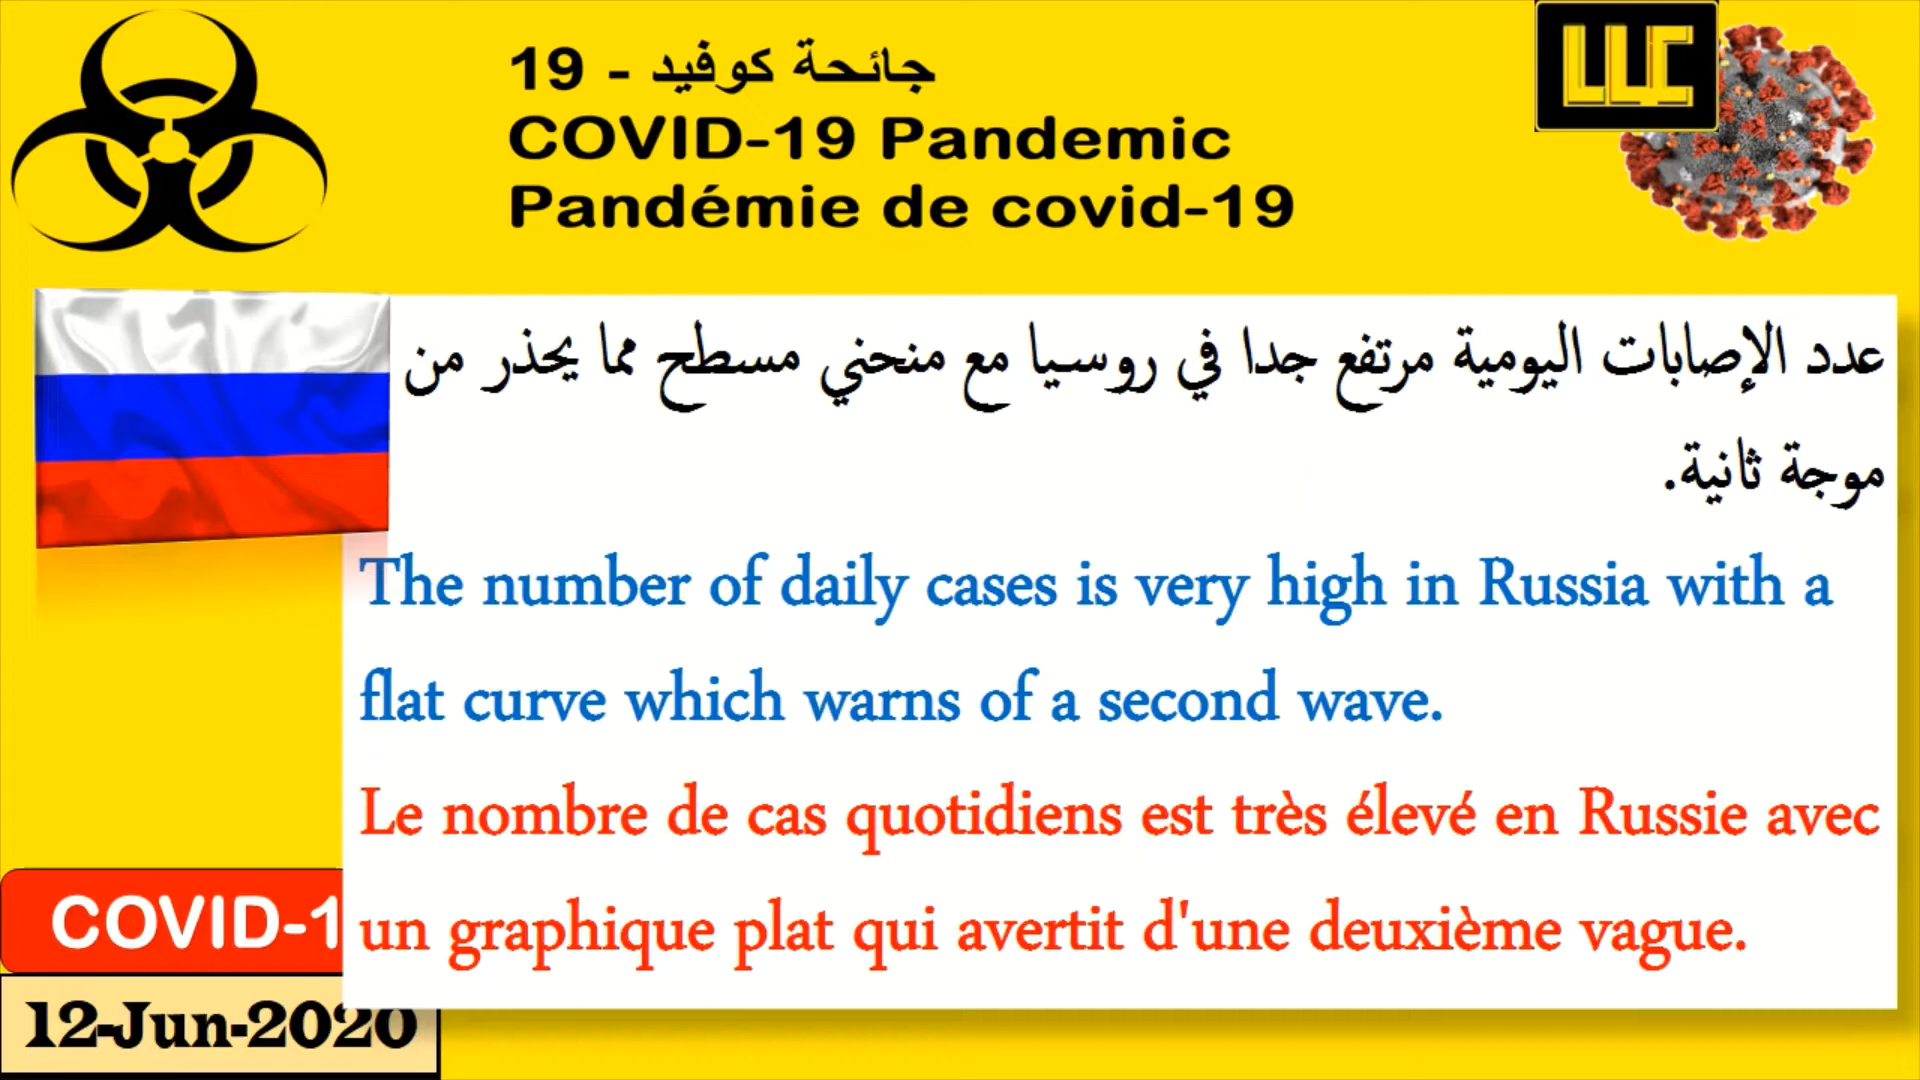 جائحة كوفيد - 19
COVID-19 Pandemic
Pandémie de covid-19
LLC
عدد الإصابات اليومية مرتفع جدا في روسيا مع منحني مسطح مما يحذر من
موجة ثانية.
The number of daily cases is very high in Russia with a
flat curve which warns of a second wave.
Le nombre de cas quotidiens est très élevé en Russie avec
un graphique plat qui avertit d'une deuxième vague.
COVID-1
12-Jun-2020